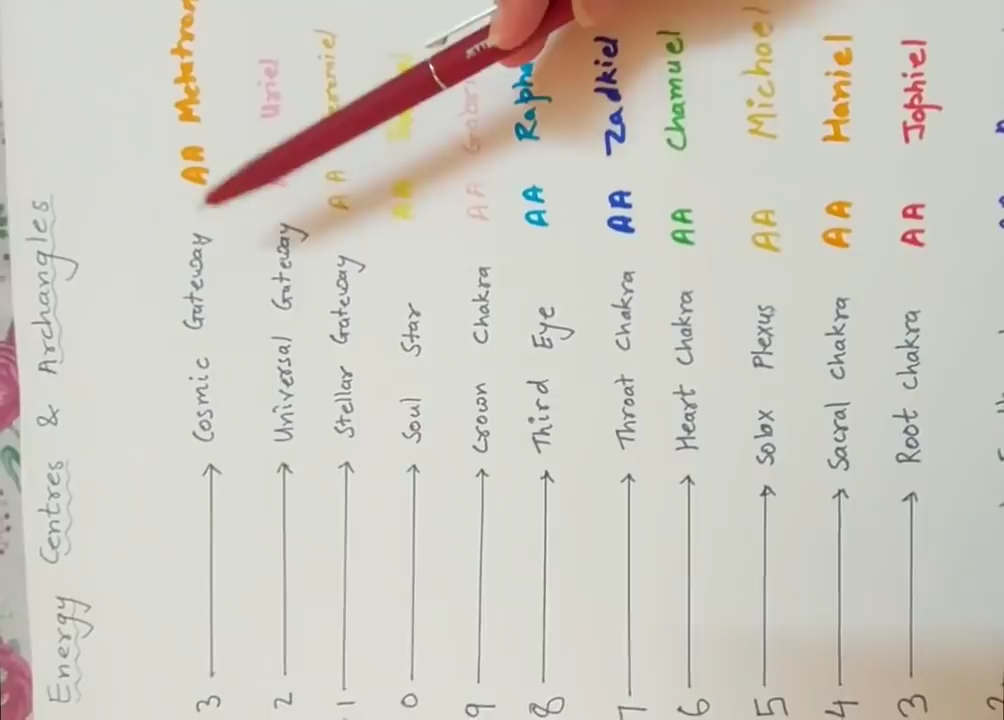 Energy Centres & Archangles
3 → Cosmic Gateway AA Metatron
2 → Universal Gateway Uriel
1 → Stellar Gateway AA
0 → Soul Star AA
9 → Crown Chakra AA
8 → Third Eye AA
7 → Throat Chakra AA Zadkiel
6 → Heart Chakra AA Chamuel
5 → Solax Plexus AA Michael
4 → Sacral Chakra AA Haniel
3 → Root Chakra AA Jophiel